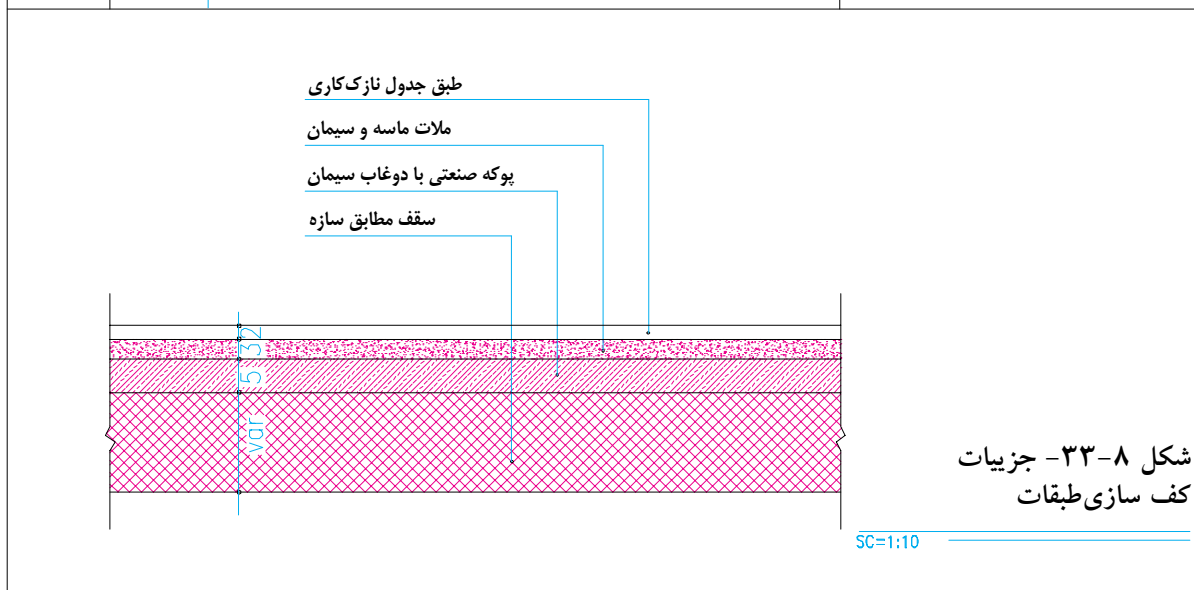 طبق جدول نازک‌کاری
ملات ماسه و سیمان
پوکه صنعتی با دوغاب سیمان
سقف مطابق سازه
2
3
5
var
شکل ۸-۳۳- جزییات
کف سازی‌طبقات
SC=1:10